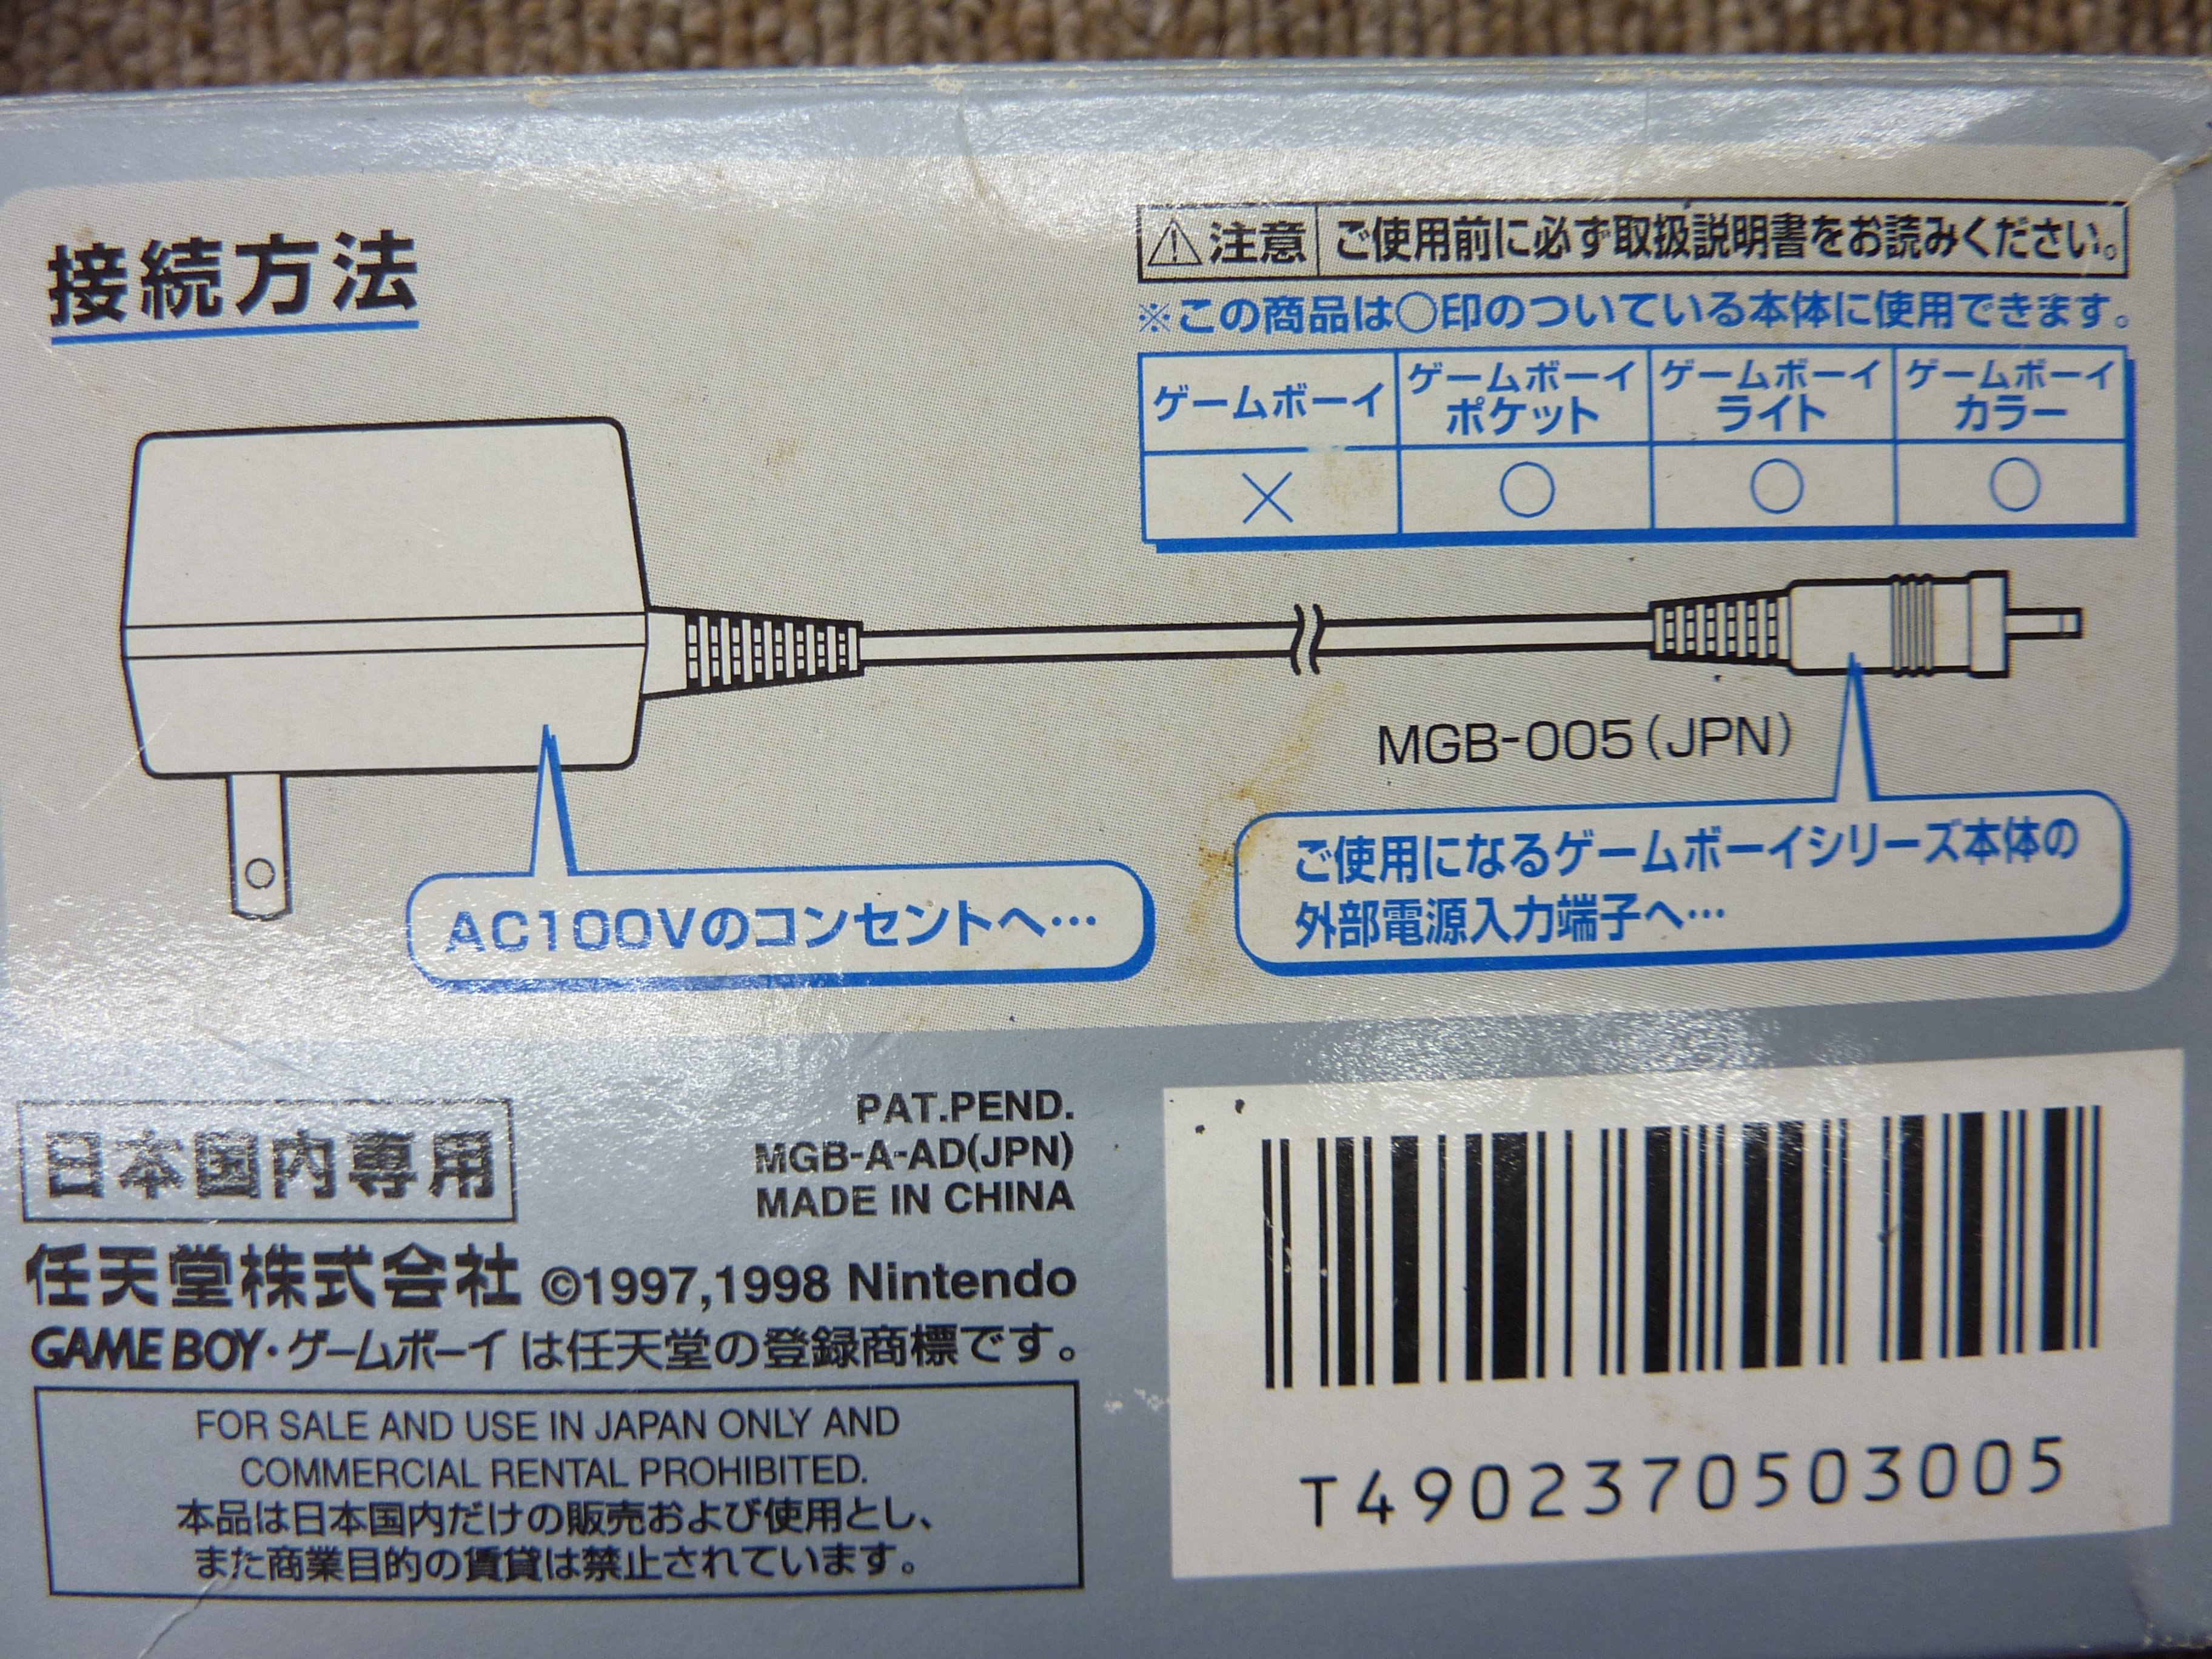 接続方法
注意 ご使用前に必ず取扱説明書をお読みください。
※この商品は○印のついている本体に使用できます。
ゲームボーイ ゲームボーイポケット ゲームボーイライト ゲームボーイカラー
× ○ ○ ○
MGB-005(JPN)
AC100Vのコンセントへ…
ご使用になるゲームボーイシリーズ本体の
外部電源入力端子へ…
日本国内専用
PAT.PEND.
MGB-A-AD(JPN)
MADE IN CHINA
任天堂株式会社 ©1997,1998 Nintendo
GAME BOY・ゲームボーイ は任天堂の登録商標です。
FOR SALE AND USE IN JAPAN ONLY AND
COMMERCIAL RENTAL PROHIBITED.
本品は日本国内だけの販売および使用とし、
また商業目的の賃貸は禁止されています。
T4902370503005